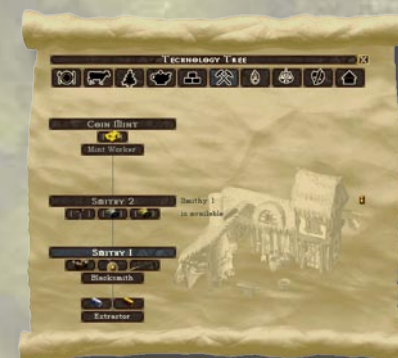 Technology Tree
Coin Mint
Mint Worker
Smithy 2
Smithy 1
is available
Smithy 1
Blacksmith
Extractor